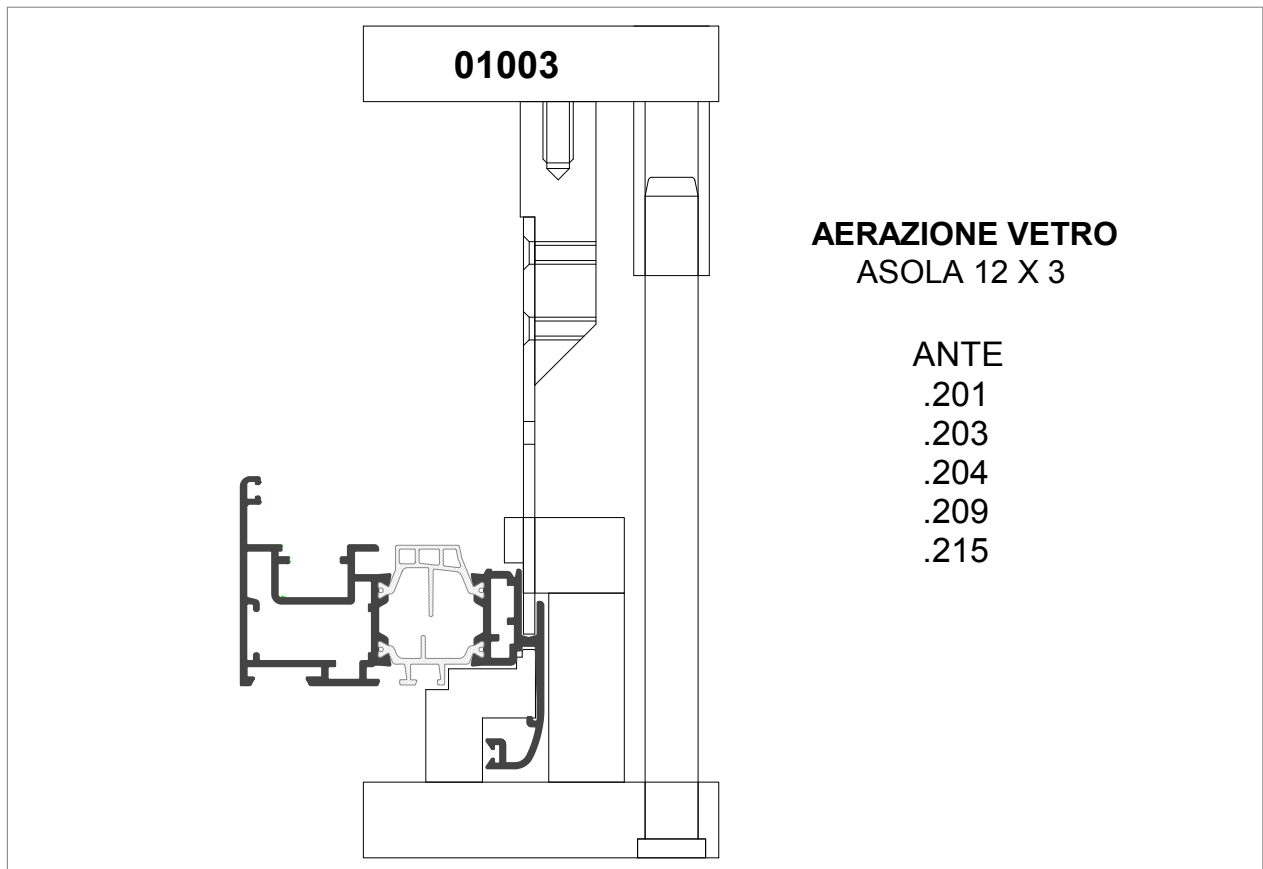 01003
AERAZIONE VETRO
ASOLA 12 X 3
ANTE
.201
.203
.204
.209
.215